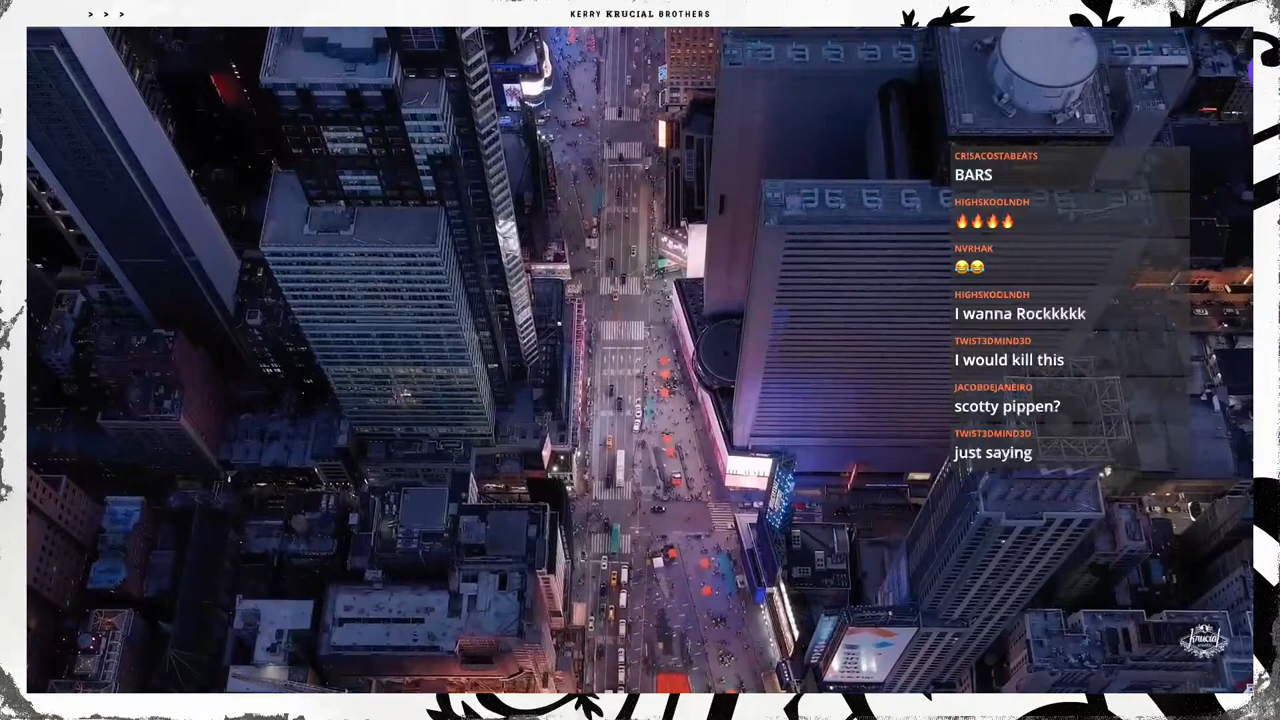 > > >
KERRY KRUCIAL BROTHERS
CRISACOSTABEATS
BARS
HIGHSKOOLNDH
🔥🔥🔥🔥
NVRHAK
😂😂
HIGHSKOOLNDH
I wanna Rockkkkk
TWIST3DMIND3D
I would kill this
JACOBDEJANEIRO
scotty pippen?
TWIST3DMIND3D
just saying
Krucial